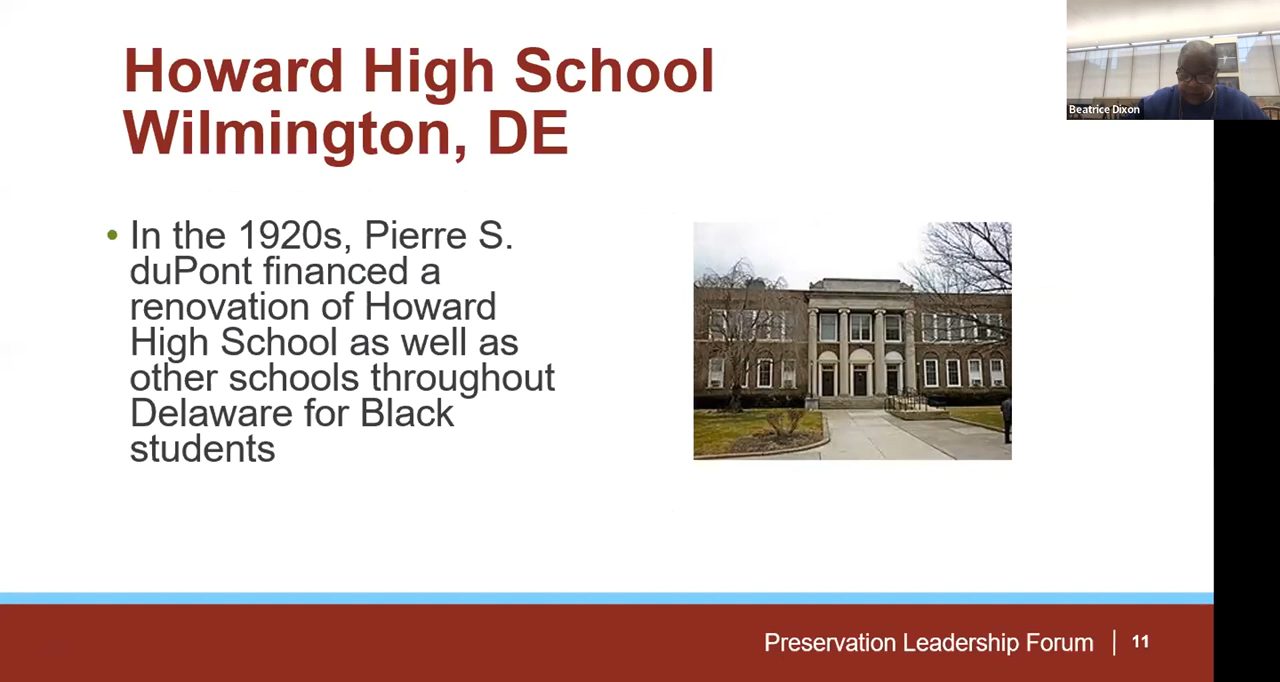 Howard High School
Wilmington, DE
Beatrice Dixon
• In the 1920s, Pierre S.
duPont financed a
renovation of Howard
High School as well as
other schools throughout
Delaware for Black
students
Preservation Leadership Forum | 11